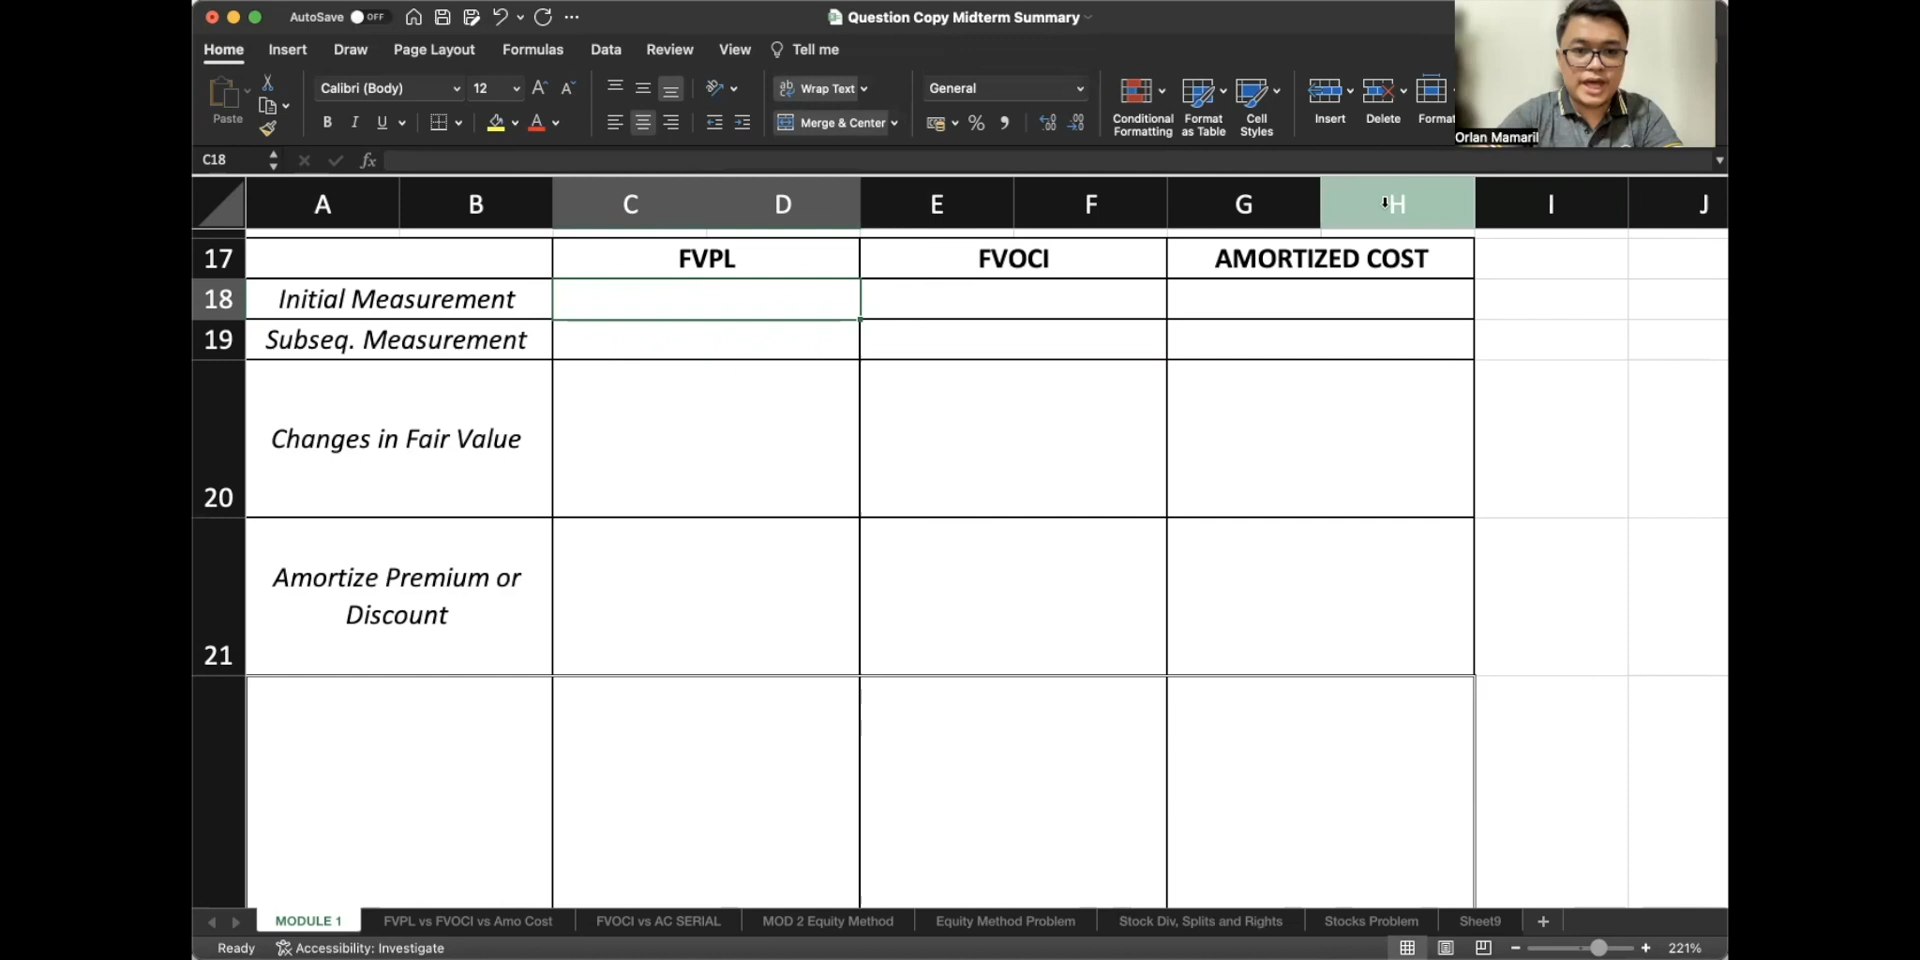 AutoSave OFF
Question Copy Midterm Summary
Home Insert Draw Page Layout Formulas Data Review View Tell me
Paste
Calibri (Body) 12
B I U
Wrap Text
Merge & Center
General
Conditional Formatting
Format as Table
Cell Styles
Insert Delete Format
Orlan Mamaril
C18 fx
A B C D E F G H I J
17 FVPL FVOCI AMORTIZED COST
18 Initial Measurement
19 Subseq. Measurement
20 Changes in Fair Value
21 Amortize Premium or
Discount
MODULE 1 FVPL vs FVOCI vs Amo Cost FVOCI vs AC SERIAL MOD 2 Equity Method Equity Method Problem Stock Div, Splits and Rights Stocks Problem Sheet9 +
Ready Accessibility: Investigate 221%